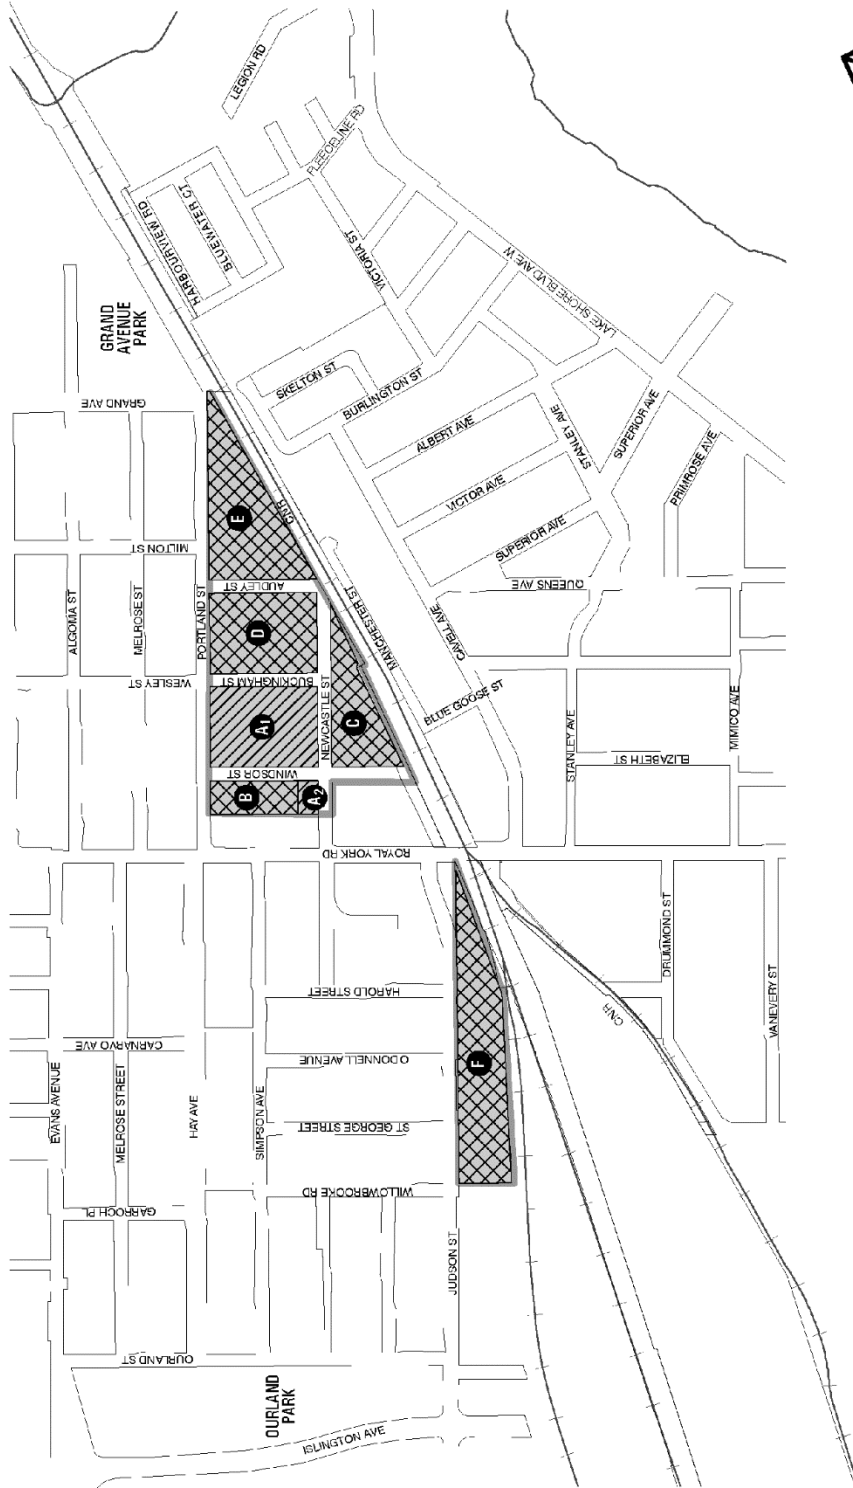 LEGION RD
FLEECELINE RD
HARBOURVIEW RD
BLUEWATER CT
VICTORIA ST
LAKE SHORE BLVD AVE W
GRAND
AVENUE
PARK
GRAND AVE
SKELTON ST
BURLINGTON ST
ALBERT AVE
STANLEY AVE
SUPERIOR AVE
PRIMROSE AVE
VICTOR AVE
SUPERIOR AVE
MILTON ST
E
CNR
ALGOMA ST
MELROSE ST
PORTLAND ST
AUDLEY ST
QUEENS AVE
MANCHESTER ST
CAVELL AVE
D
WESLEY ST
BUCKINGHAM ST
NEWCASTLE ST
BLUE GOOSE ST
A1
C
STANLEY AVE
ELIZABETH ST
MIMICO AVE
WINDSOR ST
B
A2
ROYAL YORK RD
DRUMMOND ST
VANEVERY ST
HAROLD STREET
CNR
CARNARVO AVE
O DONNELL AVENUE
F
EVANS AVENUE
MELROSE STREET
HAY AVE
SIMPSON AVE
ST GEORGE STREET
WILLOWBROOKE RD
GARROCH PL
JUDSON ST
OURLAND ST
OURLAND
PARK
ISLINGTON AVE